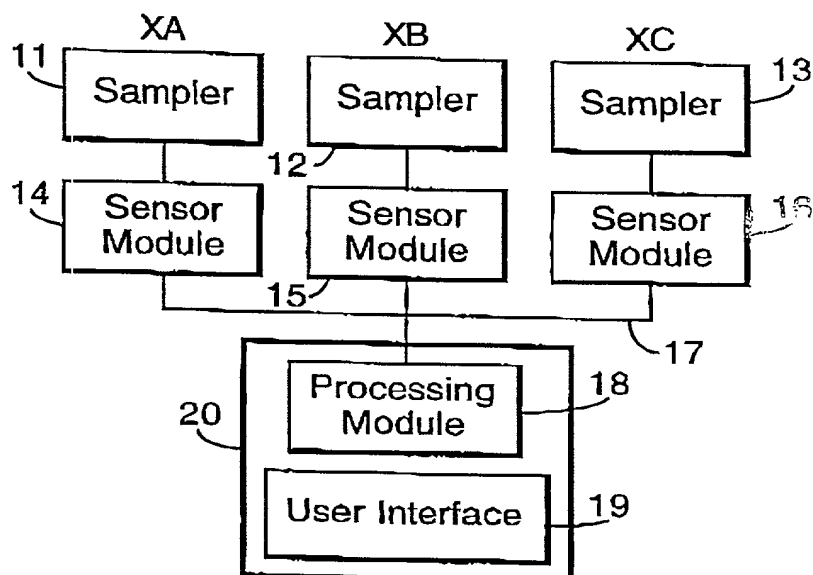 XA XB XC
11 Sampler Sampler Sampler 13
12
14 Sensor Module Sensor Module Sensor Module
15
17
Processing Module 18
20
User Interface 19